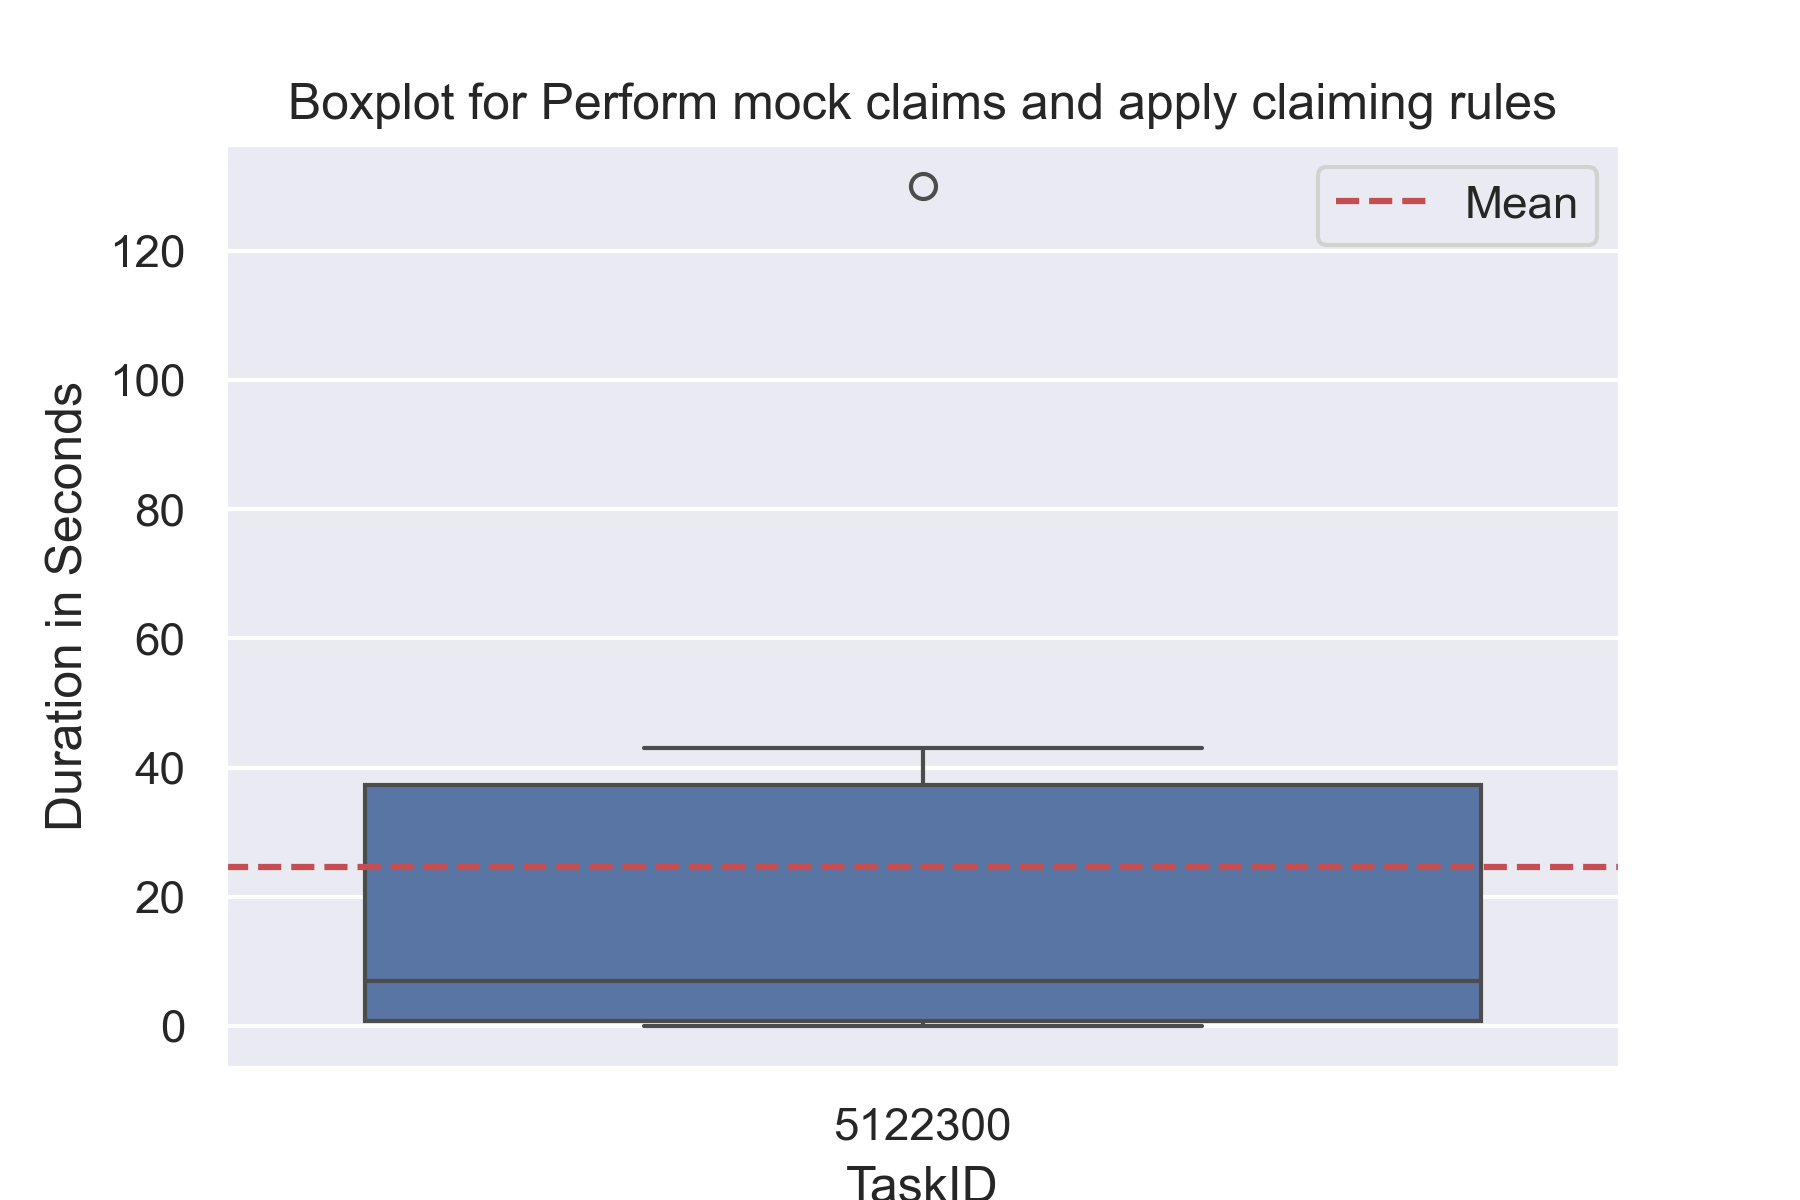 Boxplot for Perform mock claims and apply claiming rules
Mean
120
100
80
60
40
20
0
Duration in Seconds
5122300
TaskID